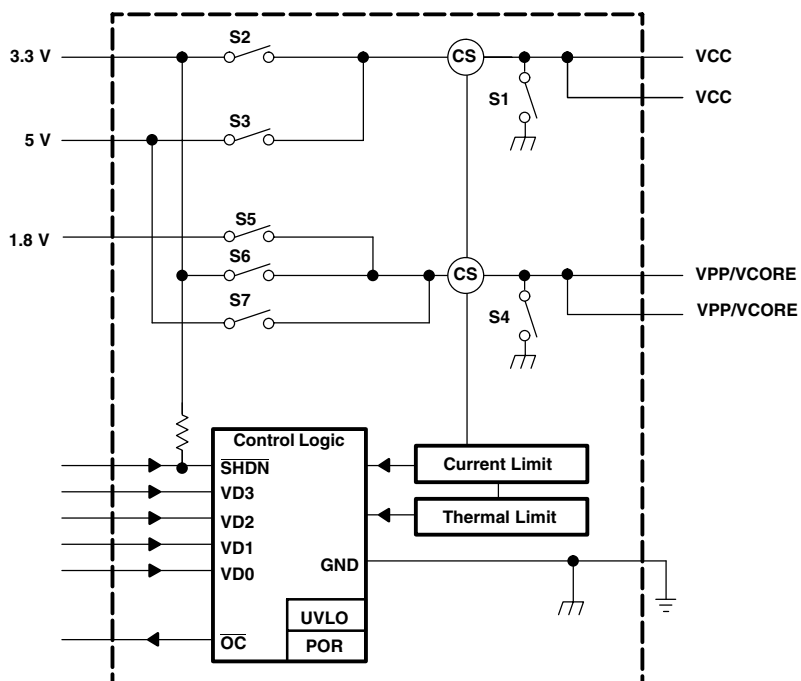 S2
3.3 V
CS
VCC
S1
VCC
S3
5 V
S5
1.8 V
S6
CS
VPP/VCORE
S7
S4
VPP/VCORE
Control Logic
SHDN
Current Limit
VD3
VD2
Thermal Limit
VD1
VD0
GND
UVLO
OC
POR